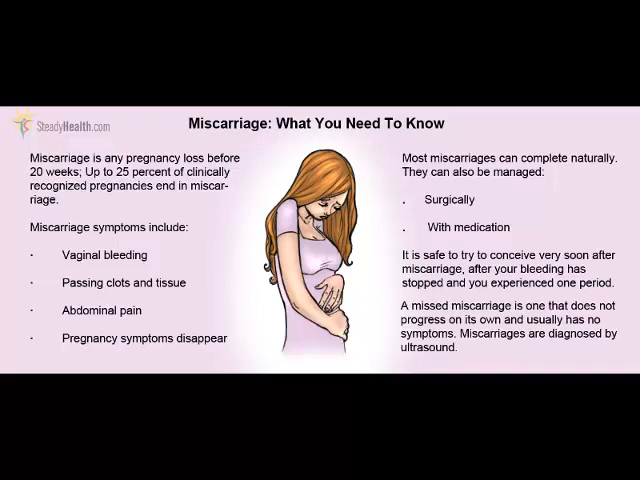 SteadyHealth.com
Miscarriage: What You Need To Know
Miscarriage is any pregnancy loss before
20 weeks; Up to 25 percent of clinically
recognized pregnancies end in miscar-
riage.
Miscarriage symptoms include:
· Vaginal bleeding
· Passing clots and tissue
· Abdominal pain
· Pregnancy symptoms disappear
Most miscarriages can complete naturally.
They can also be managed:
. Surgically
. With medication
It is safe to try to conceive very soon after
miscarriage, after your bleeding has
stopped and you experienced one period.
A missed miscarriage is one that does not
progress on its own and usually has no
symptoms. Miscarriages are diagnosed by
ultrasound.